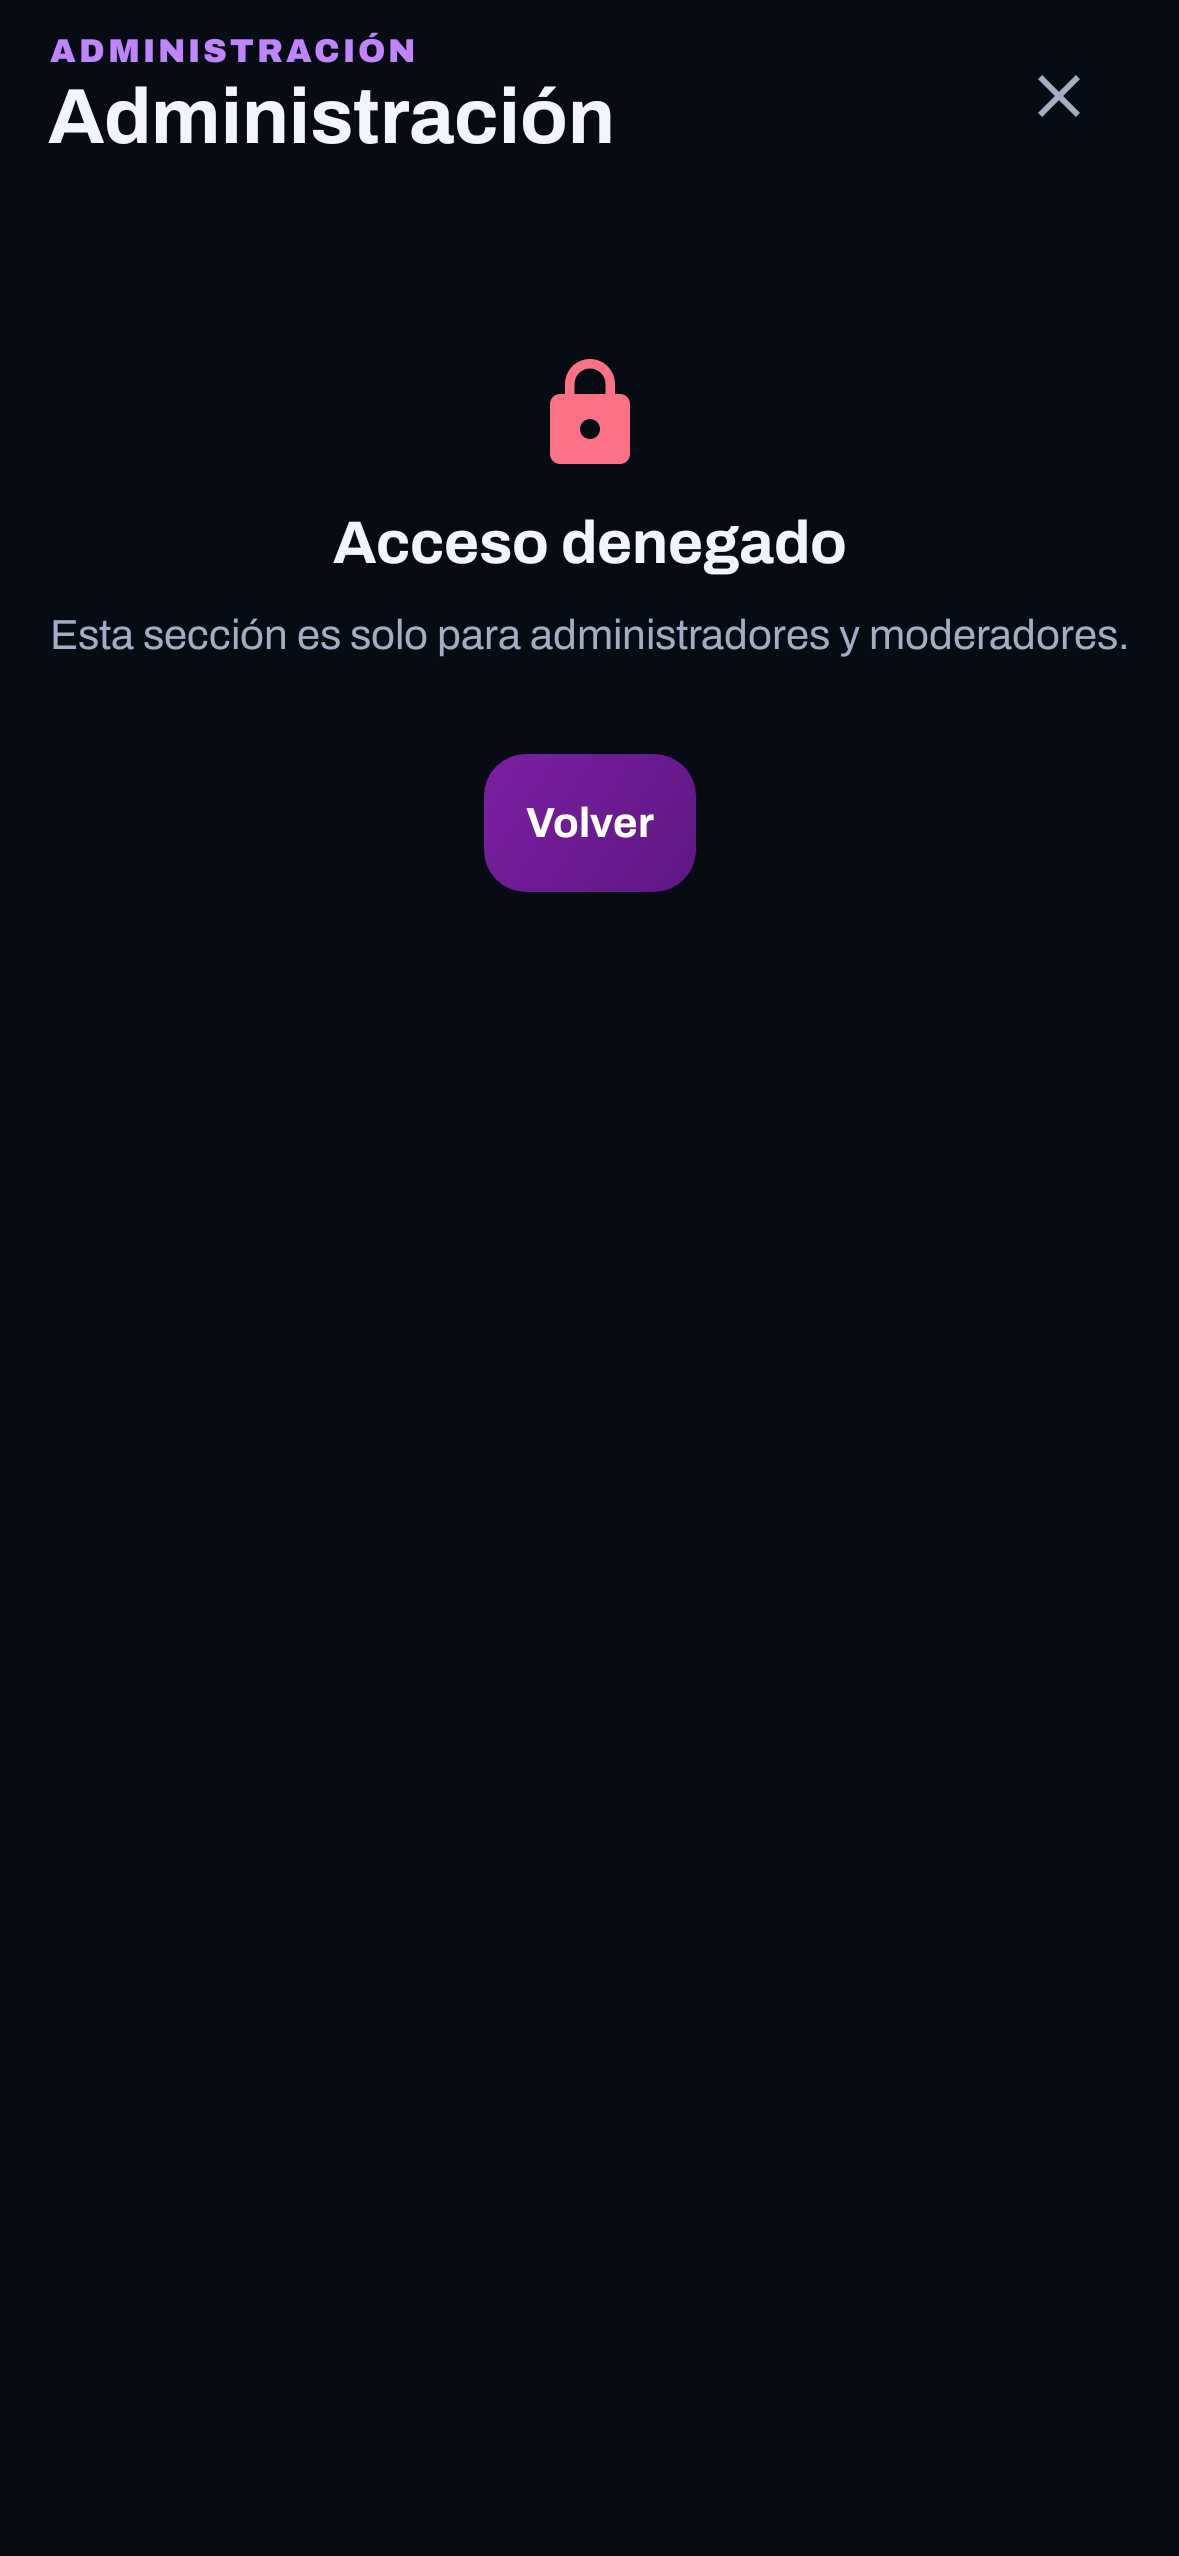 ADMINISTRACIÓN
Administración
Acceso denegado
Esta sección es solo para administradores y moderadores.
Volver